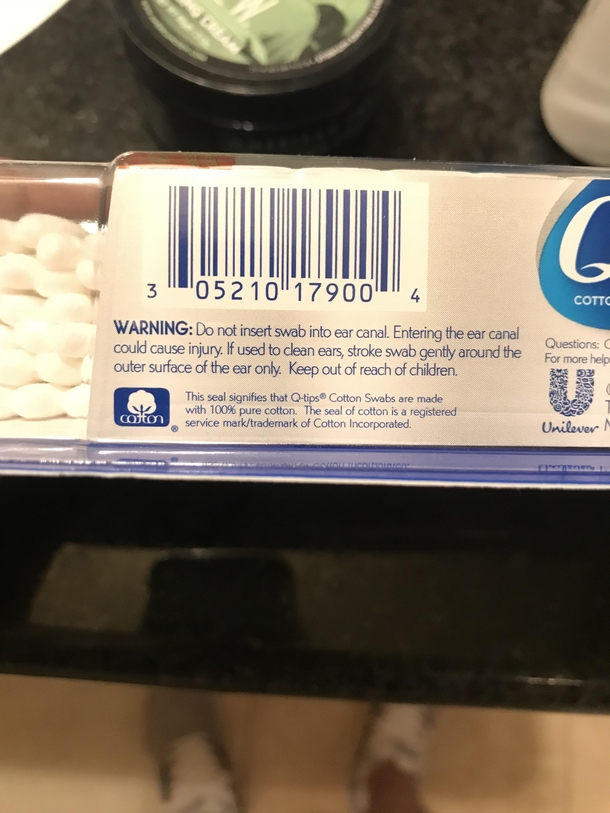 CREAM
3 05210 17900 4
WARNING: Do not insert swab into ear canal. Entering the ear canal
could cause injury. If used to clean ears, stroke swab gently around the
outer surface of the ear only. Keep out of reach of children.
cotton
®
This seal signifies that Q-tips® Cotton Swabs are made
with 100% pure cotton. The seal of cotton is a registered
service mark/trademark of Cotton Incorporated.
Q
COTTO
Questions: C
For more help
Unilever